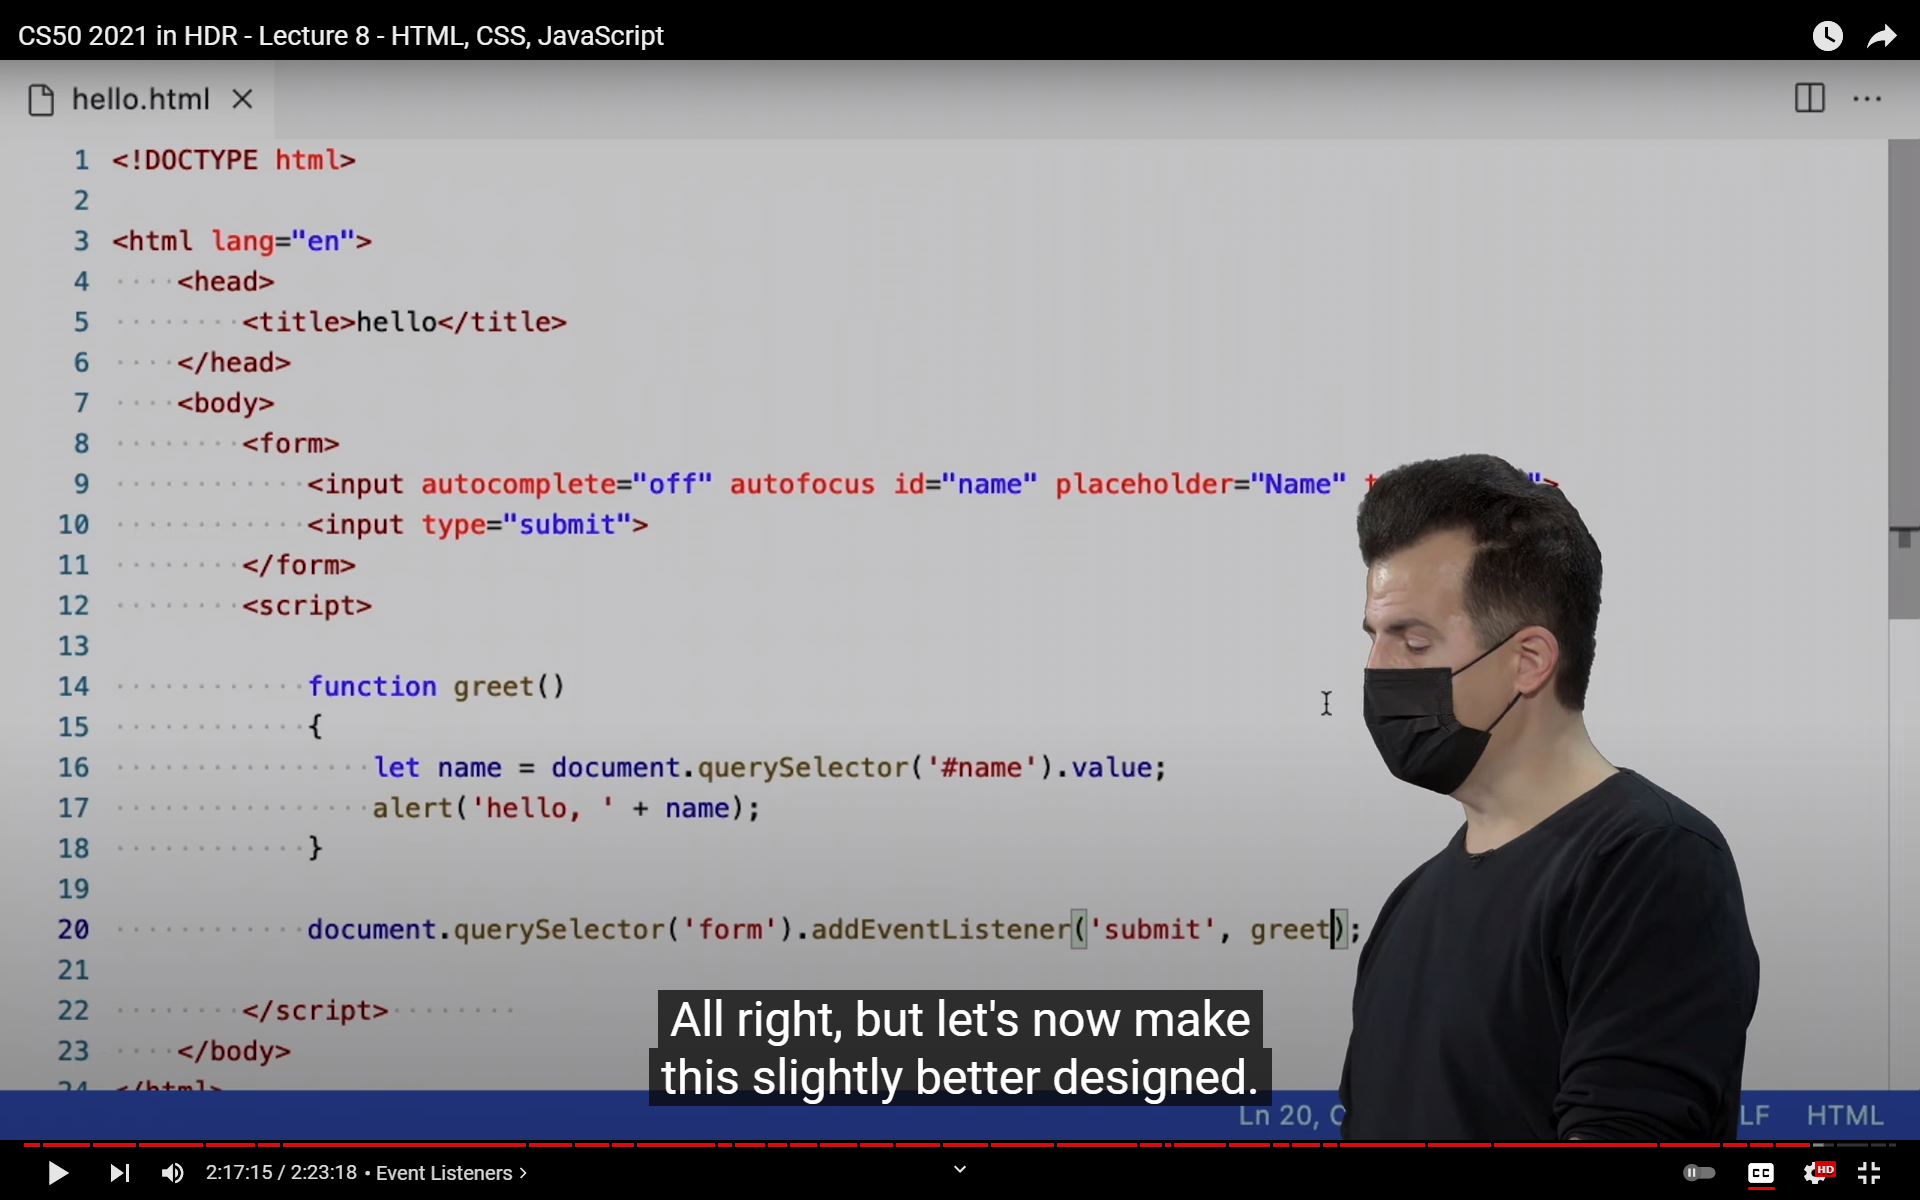 CS50 2021 in HDR - Lecture 8 - HTML, CSS, JavaScript
hello.html
1 <!DOCTYPE html>
2
3 <html lang="en">
4 <head>
5 <title>hello</title>
6 </head>
7 <body>
8 <form>
9 <input autocomplete="off" autofocus id="name" placeholder="Name"
10 <input type="submit">
11 </form>
12 <script>
13
14 function greet()
15 {
16 let name = document.querySelector('#name').value;
17 alert('hello, ' + name);
18 }
19
20 document.querySelector('form').addEventListener('submit', greet);
21
22 </script>
23 </body>
24 </html>
All right, but let's now make
this slightly better designed.
Ln 20, LF HTML
2:17:15 / 2:23:18 • Event Listeners ›
CC
HD